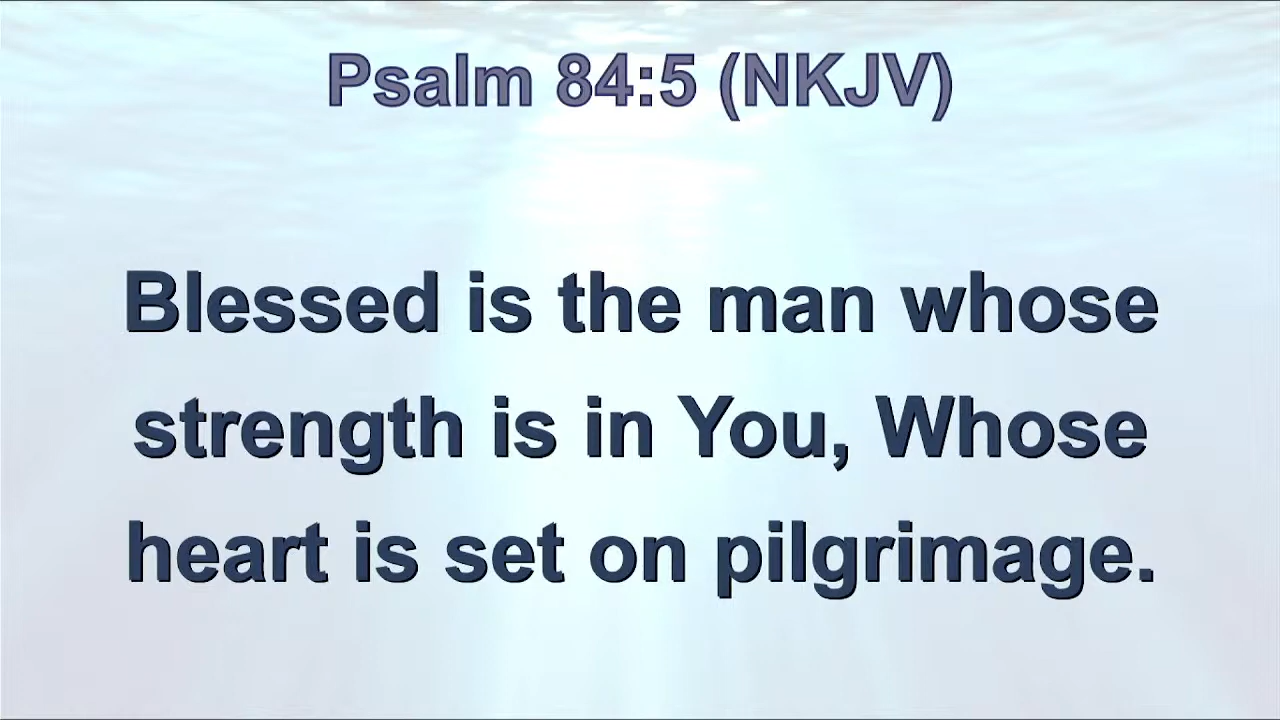 Psalm 84:5 (NKJV)
Blessed is the man whose
strength is in You, Whose
heart is set on pilgrimage.